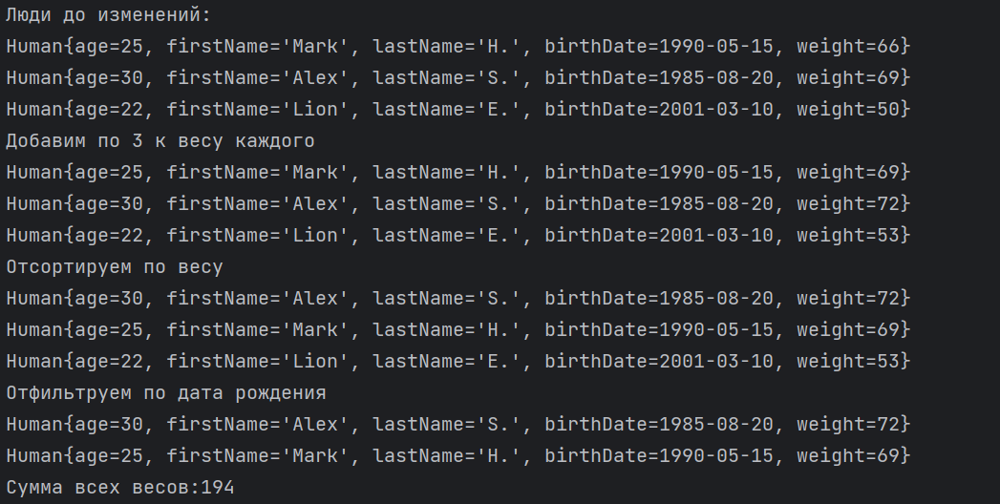 Люди до изменений:
Human{age=25, firstName='Mark', lastName='H.', birthDate=1990-05-15, weight=66}
Human{age=30, firstName='Alex', lastName='S.', birthDate=1985-08-20, weight=69}
Human{age=22, firstName='Lion', lastName='E.', birthDate=2001-03-10, weight=50}
Добавим по 3 к весу каждого
Human{age=25, firstName='Mark', lastName='H.', birthDate=1990-05-15, weight=69}
Human{age=30, firstName='Alex', lastName='S.', birthDate=1985-08-20, weight=72}
Human{age=22, firstName='Lion', lastName='E.', birthDate=2001-03-10, weight=53}
Отсортируем по весу
Human{age=30, firstName='Alex', lastName='S.', birthDate=1985-08-20, weight=72}
Human{age=25, firstName='Mark', lastName='H.', birthDate=1990-05-15, weight=69}
Human{age=22, firstName='Lion', lastName='E.', birthDate=2001-03-10, weight=53}
Отфильтруем по дата рождения
Human{age=30, firstName='Alex', lastName='S.', birthDate=1985-08-20, weight=72}
Human{age=25, firstName='Mark', lastName='H.', birthDate=1990-05-15, weight=69}
Сумма всех весов:194